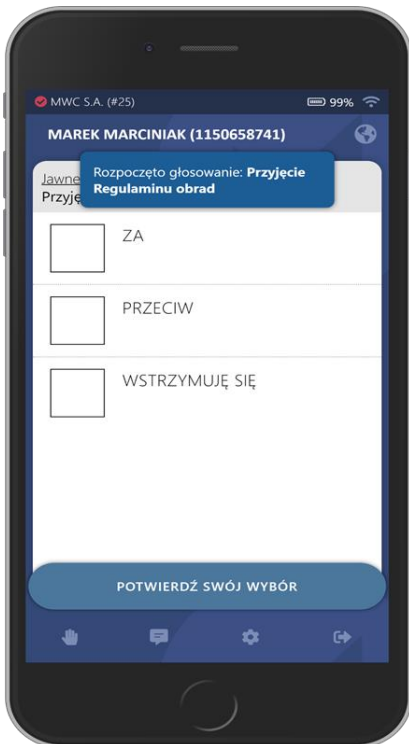 MWC S.A. (#25) 99%
MAREK MARCINIAK (1150658741)
Rozpoczęto głosowanie: Przyjęcie
Regulaminu obrad
Jawne
Przyję
ZA
PRZECIW
WSTRZYMUJĘ SIĘ
POTWIERDŹ SWÓJ WYBÓR